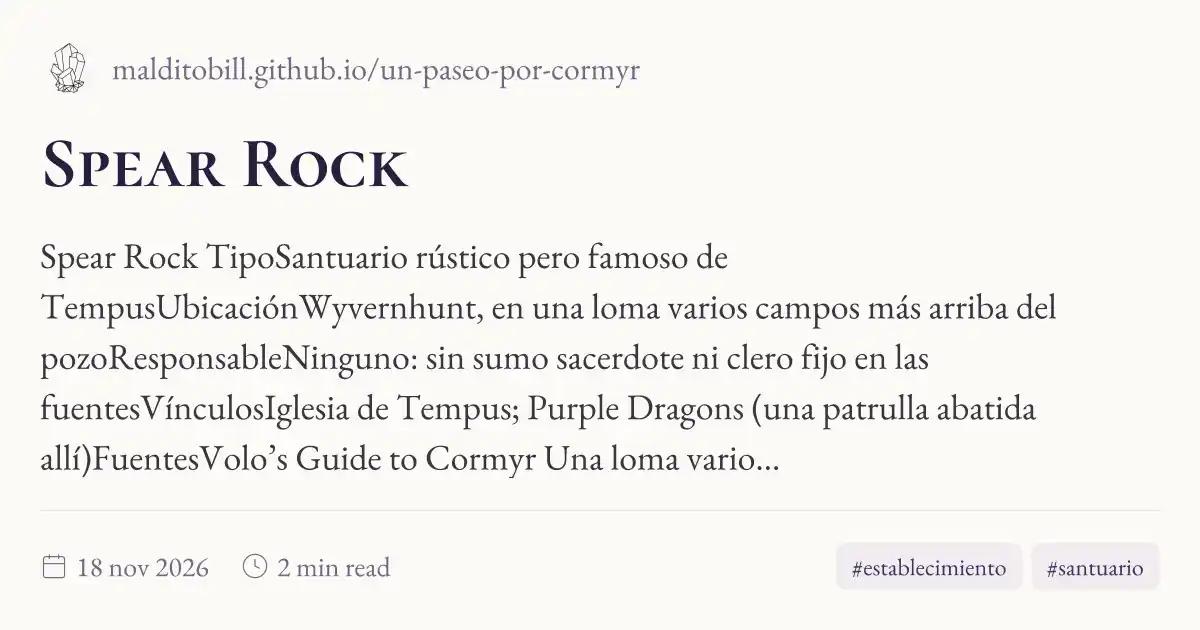 malditobill.github.io/un-paseo-por-cormyr
Spear Rock
Spear Rock TipoSantuario rústico pero famoso de
TempusUbicaciónWyvernhunt, en una loma varios campos más arriba del
pozoResponsableNinguno: sin sumo sacerdote ni clero fijo en las
fuentesVínculosIglesia de Tempus; Purple Dragons (una patrulla abatida
allí)FuentesVolo’s Guide to Cormyr Una loma vario...
18 nov 2026
2 min read
#establecimiento
#santuario